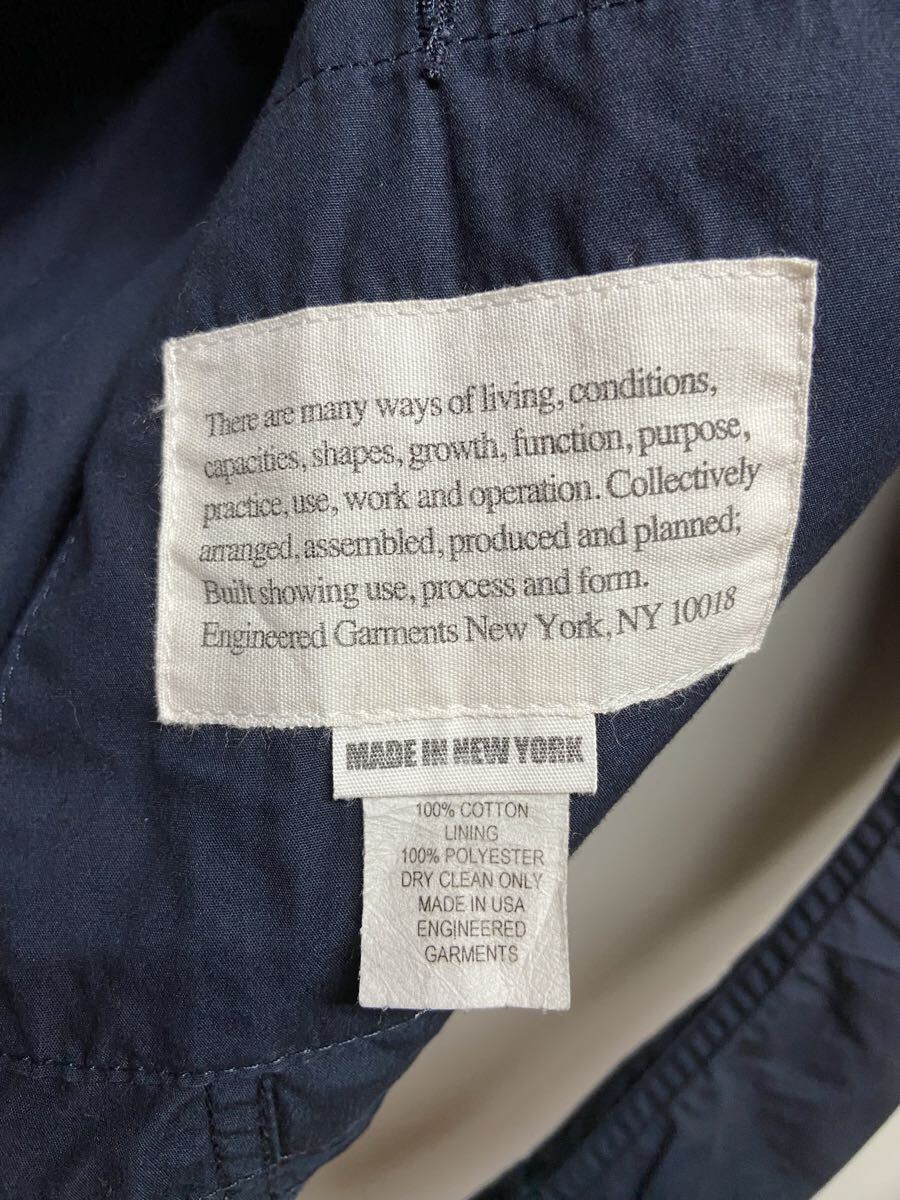 There are many ways of living, conditions,
capacities, shapes, growth, function, purpose,
practice, use, work and operation. Collectively
arranged, assembled, produced and planned;
Built showing use, process and form.
Engineered Garments New York, NY 10018
MADE IN NEW YORK
100% COTTON
LINING
100% POLYESTER
DRY CLEAN ONLY
MADE IN USA
ENGINEERED
GARMENTS